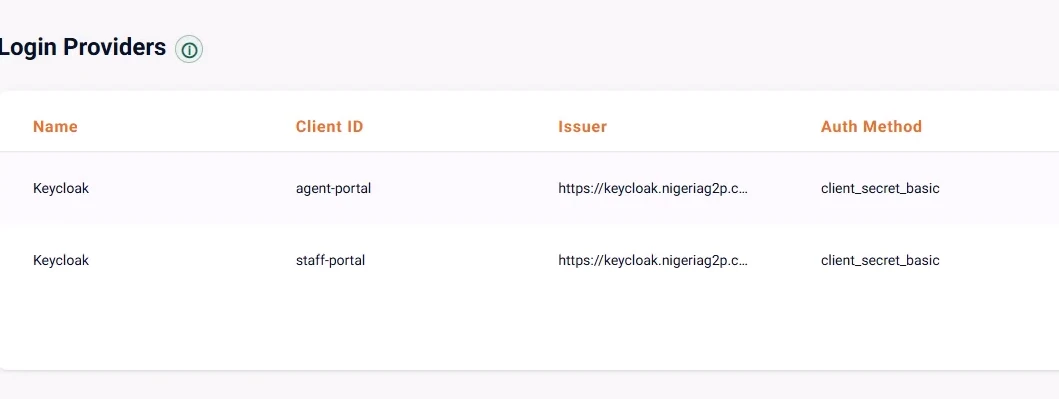 Login Providers
Name Client ID Issuer Auth Method
Keycloak agent-portal https://keycloak.nigeriag2p.c... client_secret_basic
Keycloak staff-portal https://keycloak.nigeriag2p.c... client_secret_basic